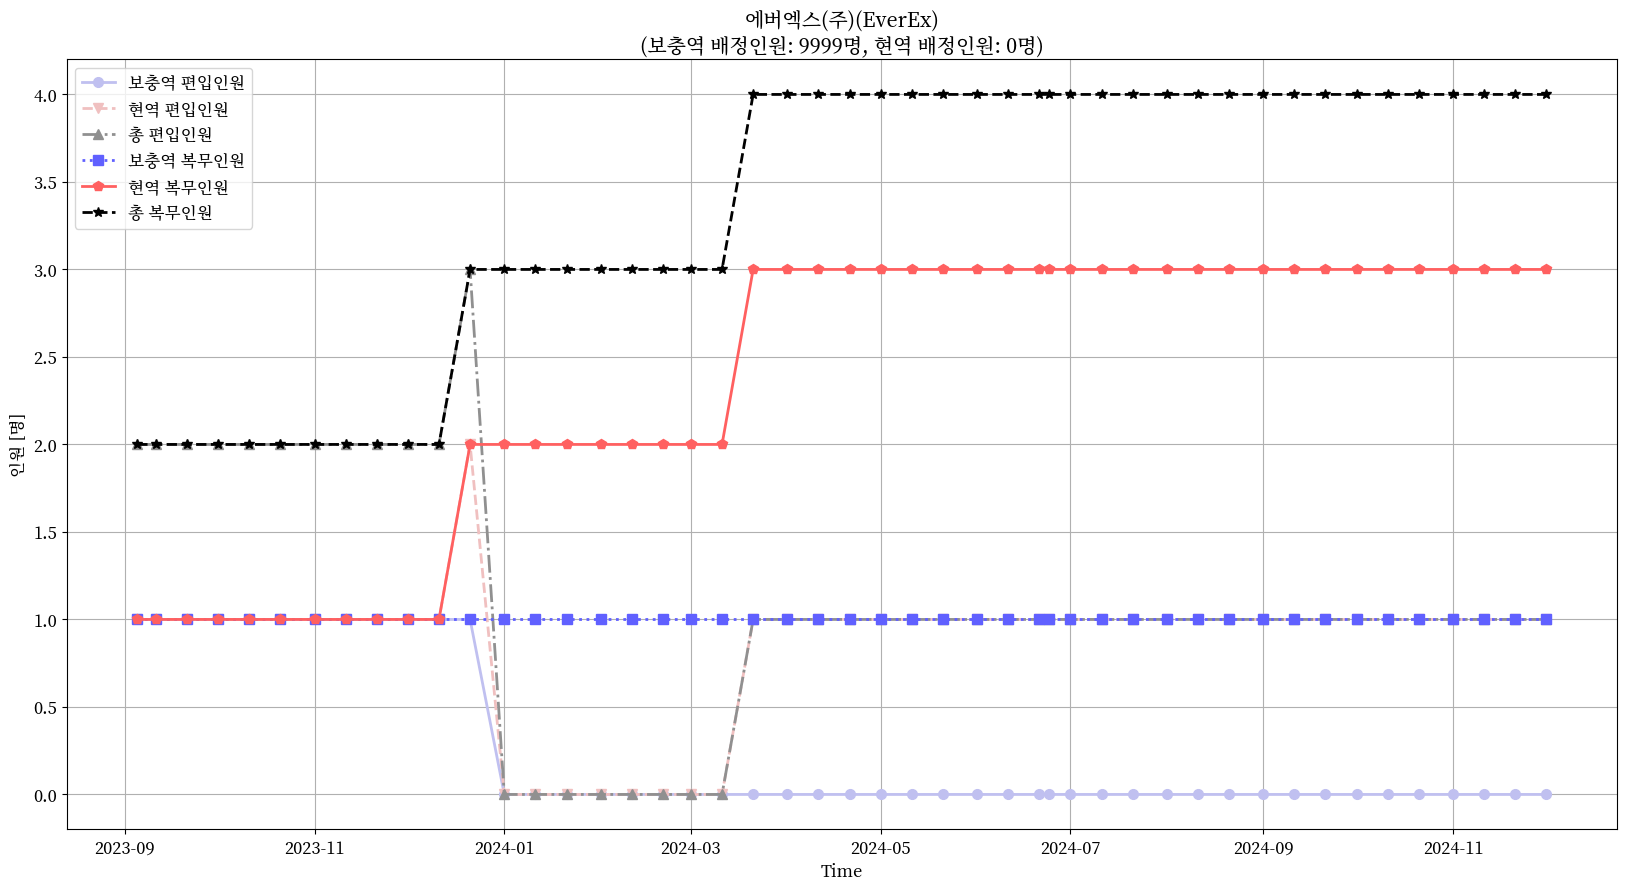 에버엑스(주)(EverEx)
(보충역 배정인원: 9999명, 현역 배정인원: 0명)
보충역 편입인원
현역 편입인원
총 편입인원
보충역 복무인원
현역 복무인원
총 복무인원
인원 [명]
4.0
3.5
3.0
2.5
2.0
1.5
1.0
0.5
0.0
2023-09
2023-11
2024-01
2024-03
2024-05
2024-07
2024-09
2024-11
Time